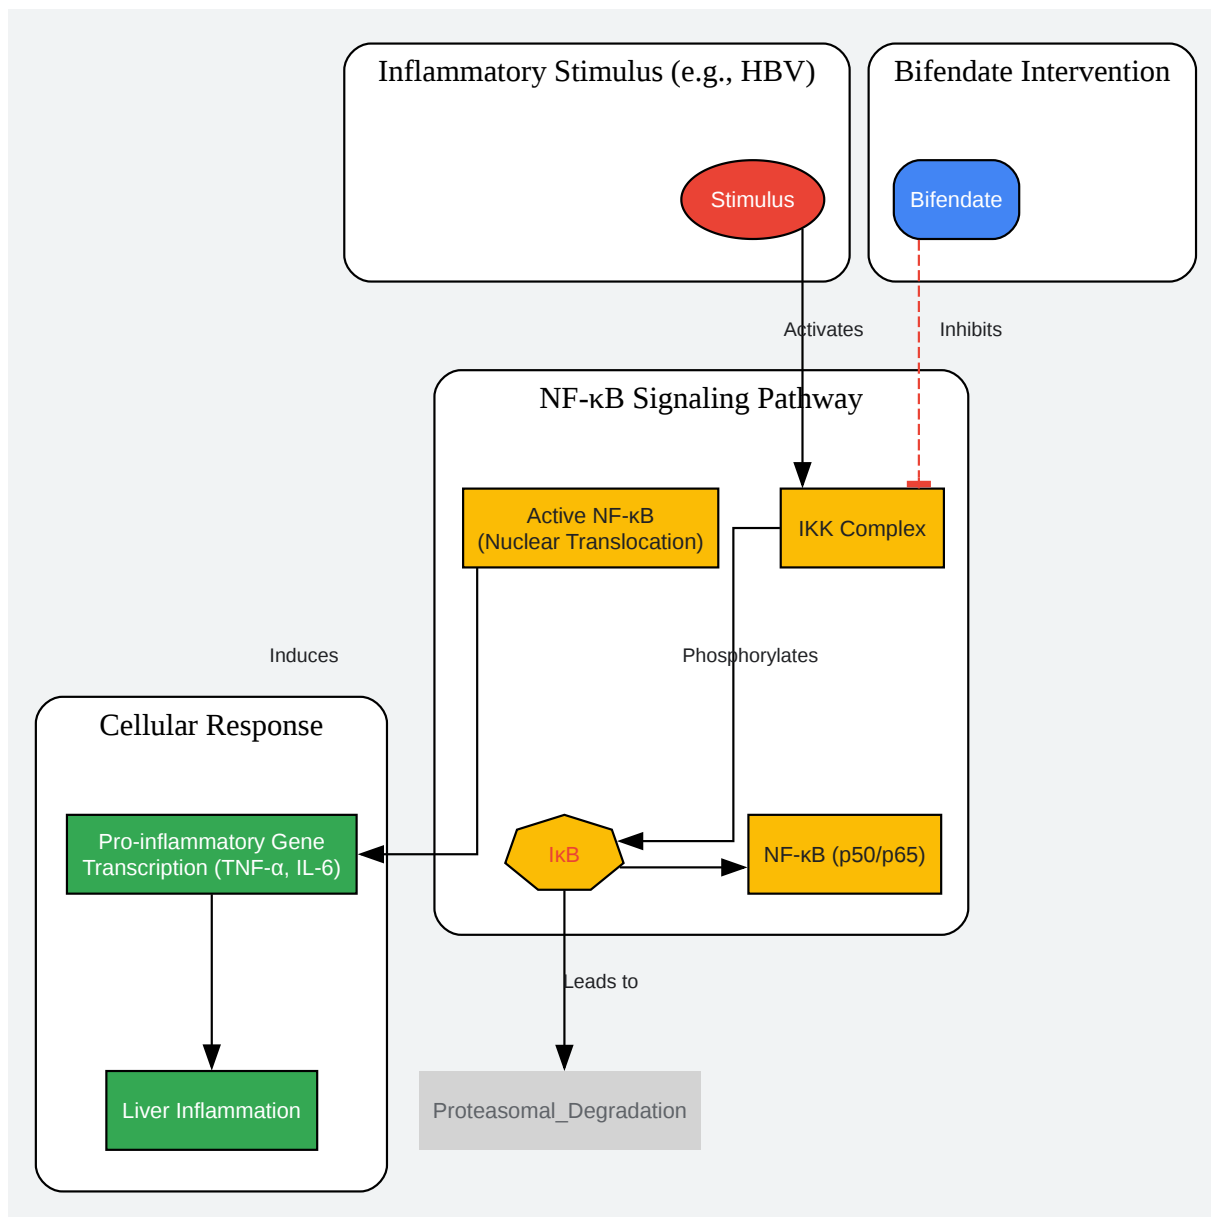 Inflammatory Stimulus (e.g., HBV)
Bifendate Intervention
Stimulus
Bifendate
Activates
Inhibits
NF-κB Signaling Pathway
Active NF-κB
(Nuclear Translocation)
IKK Complex
Induces
Phosphorylates
Cellular Response
Pro-inflammatory Gene
Transcription (TNF-α, IL-6)
IκB
NF-κB (p50/p65)
Leads to
Liver Inflammation
Proteasomal_Degradation